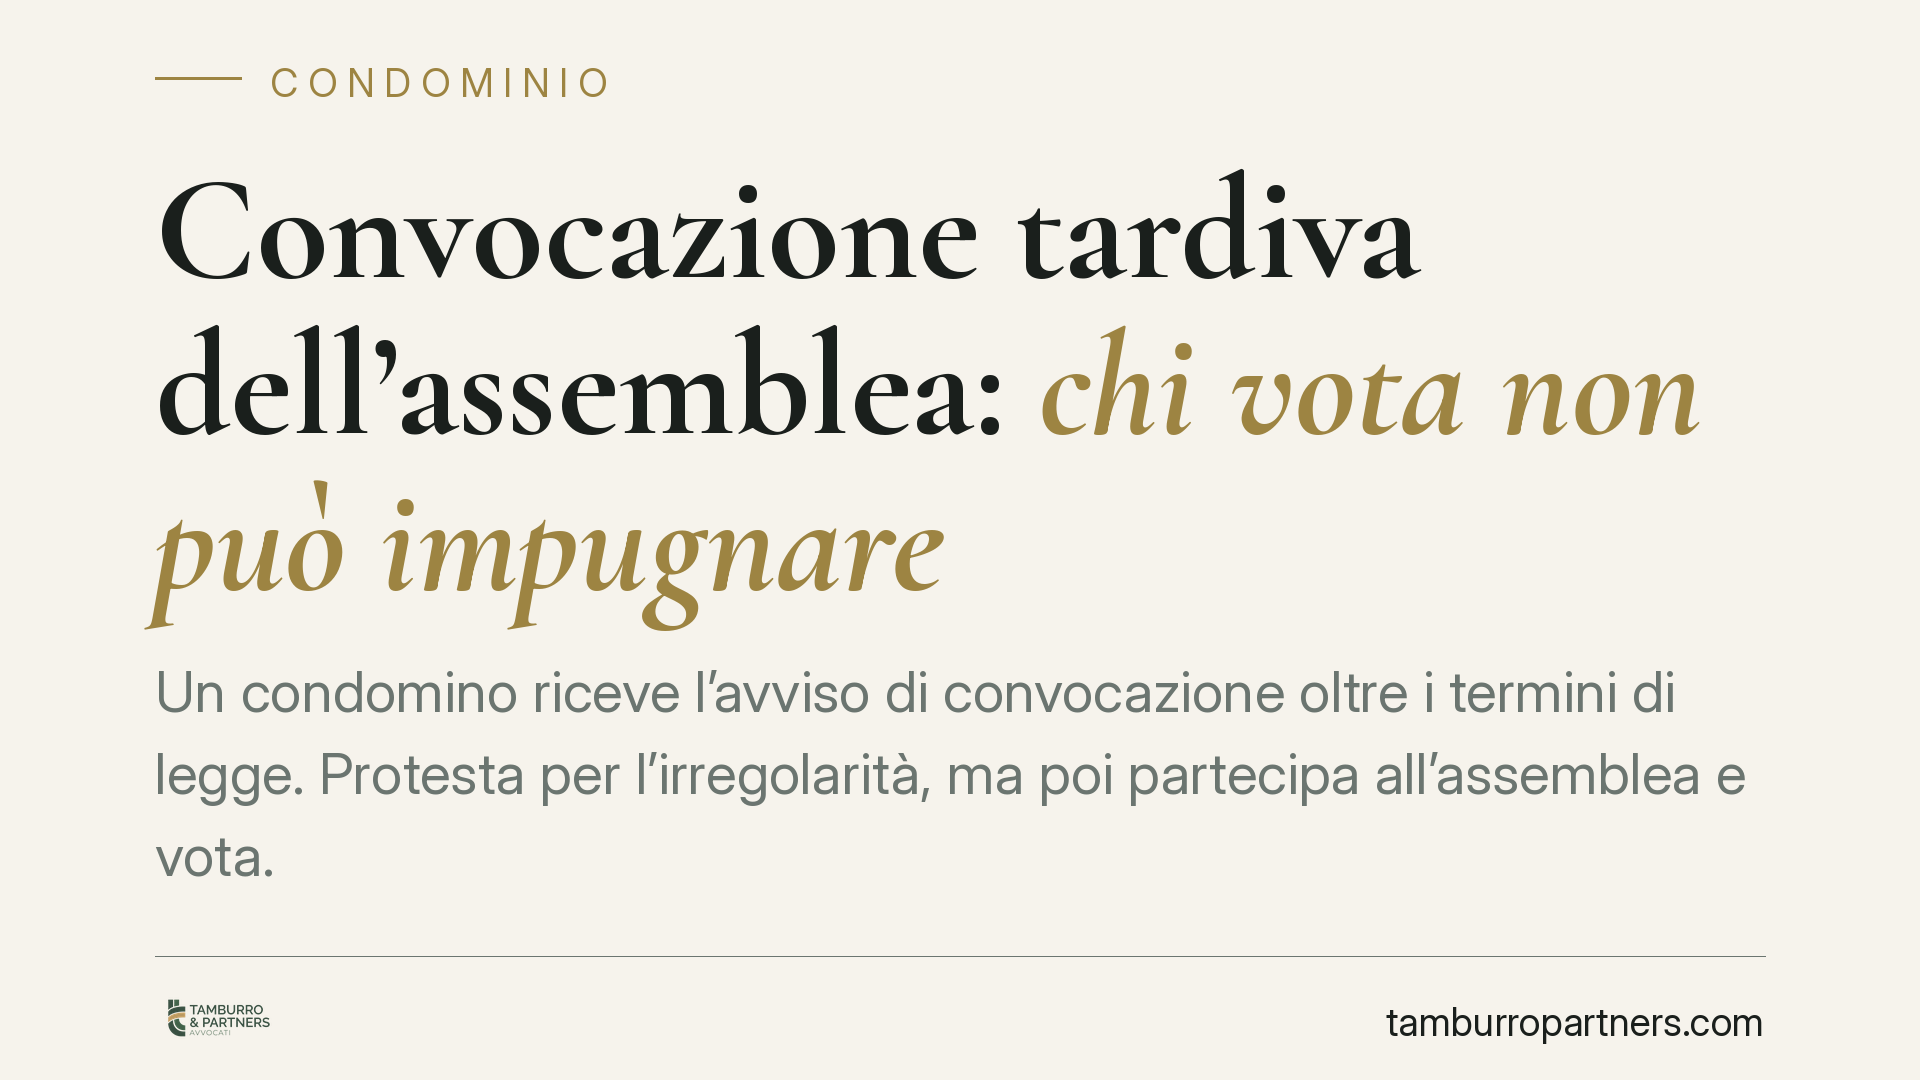 CONDOMINIO
Convocazione tardiva
dell’assemblea: chi vota non
può impugnare
Un condomino riceve l’avviso di convocazione oltre i termini di
legge. Protesta per l’irregolarità, ma poi partecipa all’assemblea e
vota.
TAMBURRO
& PARTNERS
AVVOCATI
tamburropartners.com